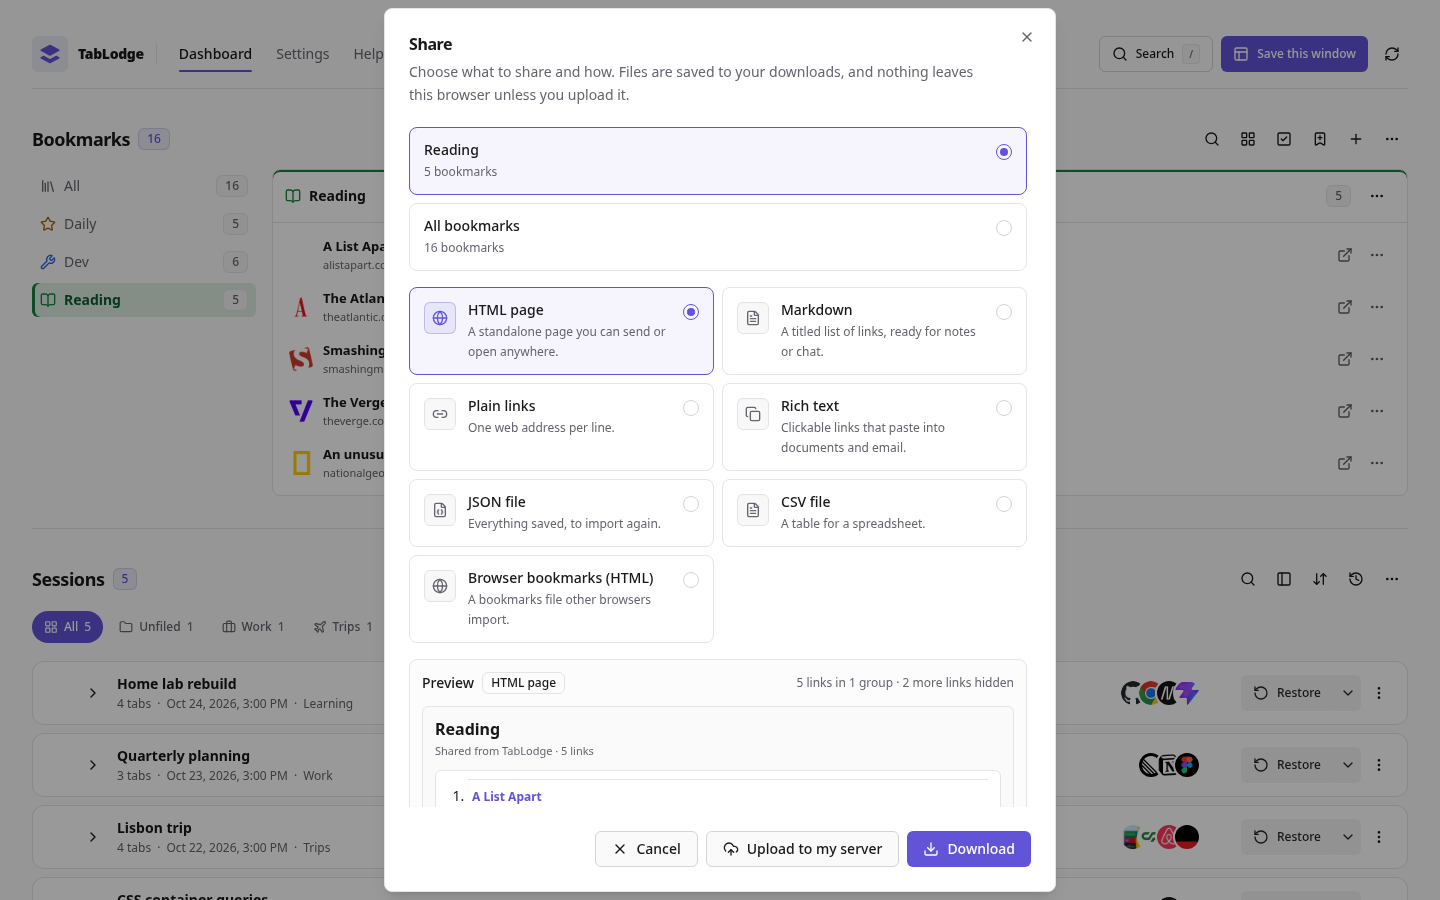 TabLodge
Dashboard
Settings
Help
Search /
Save this window
Bookmarks 16
All 16
Daily 5
Dev 6
Reading 5
Reading
5
A List Apa
alistapart.co
The Atlan
theatlantic.c
Smashing
smashingm
The Verge
theverge.co
An unusu
nationalgeo
Sessions 5
All 5
Unfiled 1
Work 1
Trips 1
Home lab rebuild
4 tabs · Oct 24, 2026, 3:00 PM · Learning
Restore
Quarterly planning
3 tabs · Oct 23, 2026, 3:00 PM · Work
Restore
Lisbon trip
4 tabs · Oct 22, 2026, 3:00 PM · Trips
Restore
CSS container queries
Share
Choose what to share and how. Files are saved to your downloads, and nothing leaves
this browser unless you upload it.
Reading
5 bookmarks
All bookmarks
16 bookmarks
HTML page
A standalone page you can send or
open anywhere.
Markdown
A titled list of links, ready for notes
or chat.
Plain links
One web address per line.
Rich text
Clickable links that paste into
documents and email.
JSON file
Everything saved, to import again.
CSV file
A table for a spreadsheet.
Browser bookmarks (HTML)
A bookmarks file other browsers
import.
Preview HTML page
5 links in 1 group · 2 more links hidden
Reading
Shared from TabLodge · 5 links
1. A List Apart
Cancel
Upload to my server
Download